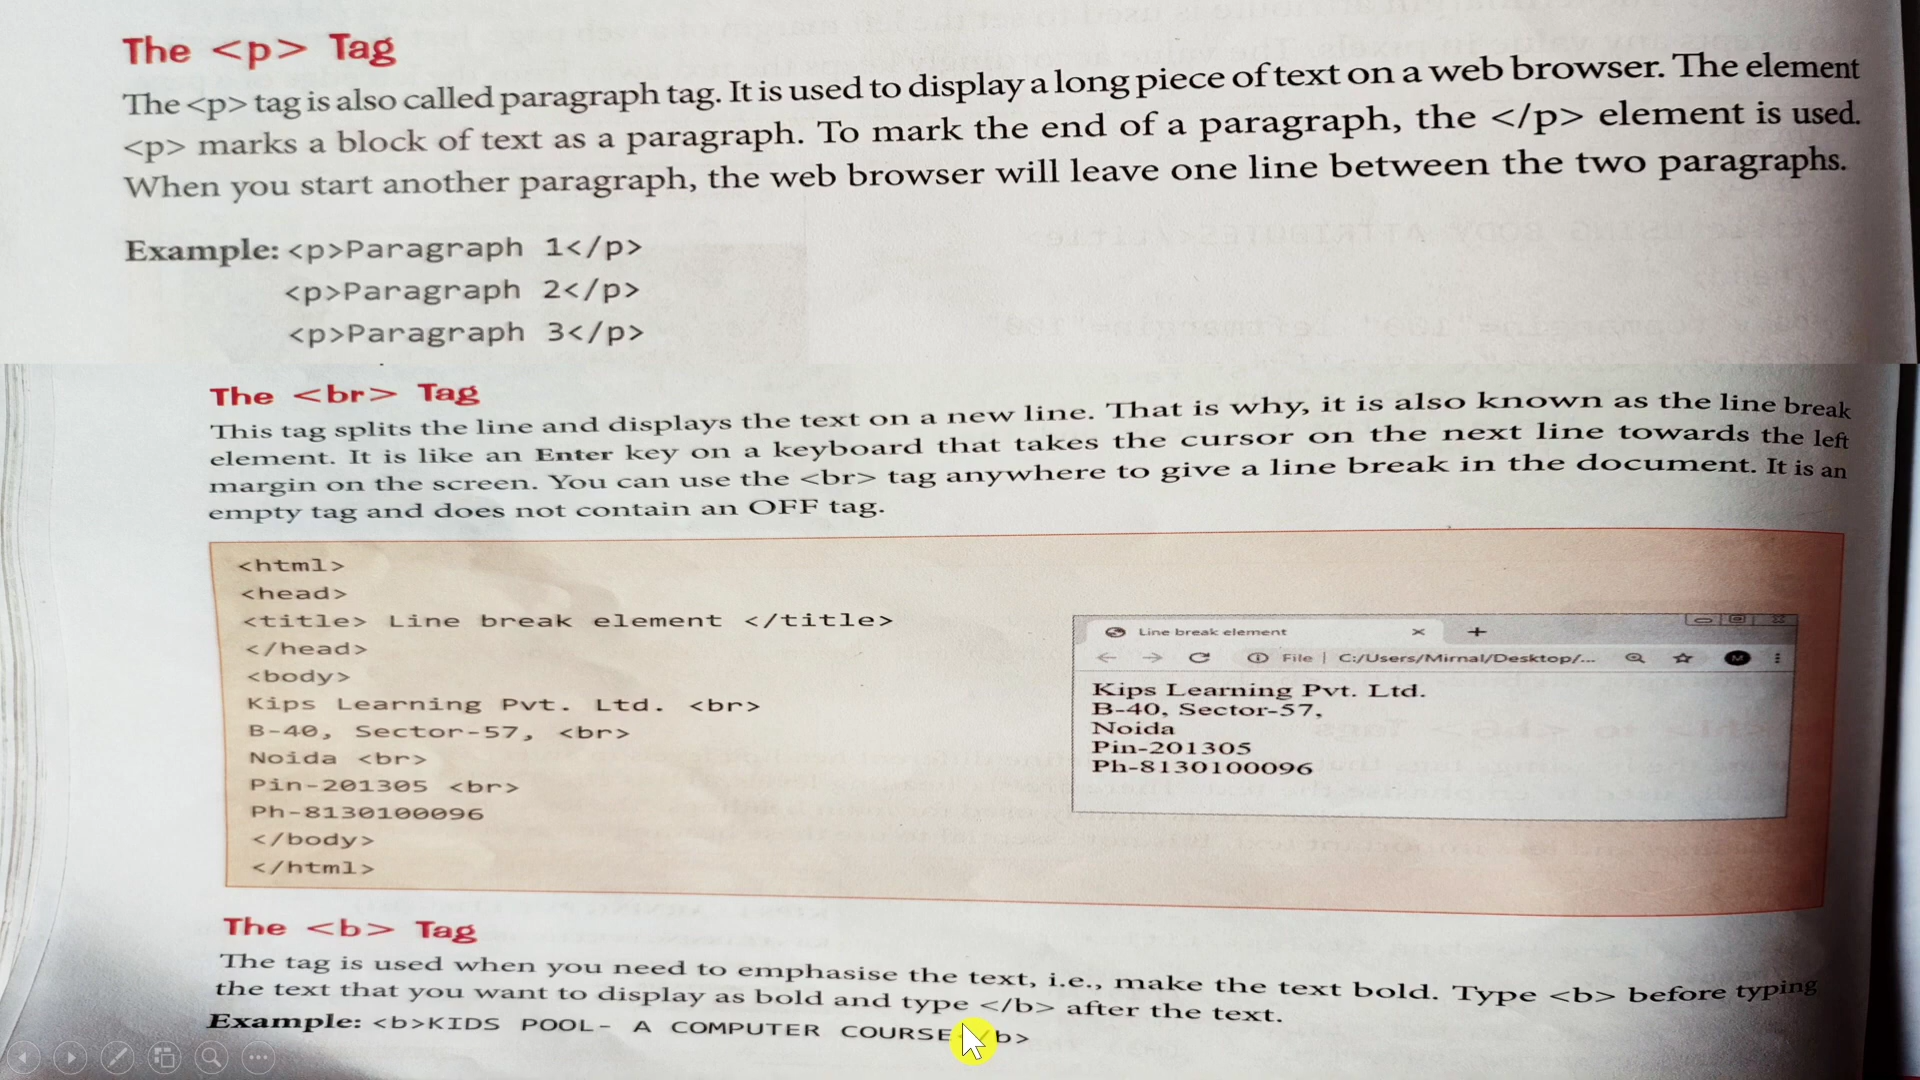 The <p> Tag
The <p> tag is also called paragraph tag. It is used to display a long piece of text on a web browser. The element
<p> marks a block of text as a paragraph. To mark the end of a paragraph, the </p> element is used.
When you start another paragraph, the web browser will leave one line between the two paragraphs.
Example: <p>Paragraph 1</p>
<p>Paragraph 2</p>
<p>Paragraph 3</p>
The <br> Tag
This tag splits the line and displays the text on a new line. That is why, it is also known as the line break
element. It is like an Enter key on a keyboard that takes the cursor on the next line towards the left
margin on the screen. You can use the <br> tag anywhere to give a line break in the document. It is an
empty tag and does not contain an OFF tag.
<html>
<head>
<title> Line break element </title>
</head>
<body>
Kips Learning Pvt. Ltd. <br>
B-40, Sector-57, <br>
Noida <br>
Pin-201305 <br>
Ph-8130100096
</body>
</html>
Line break element
File | C:/Users/Mirnal/Desktop/...
M
Kips Learning Pvt. Ltd.
B-40, Sector-57,
Noida
Pin-201305
Ph-8130100096
The <b> Tag
The tag is used when you need to emphasise the text, i.e., make the text bold. Type <b> before typing
the text that you want to display as bold and type </b> after the text.
Example: <b>KIDS POOL- A COMPUTER COURSE</b>